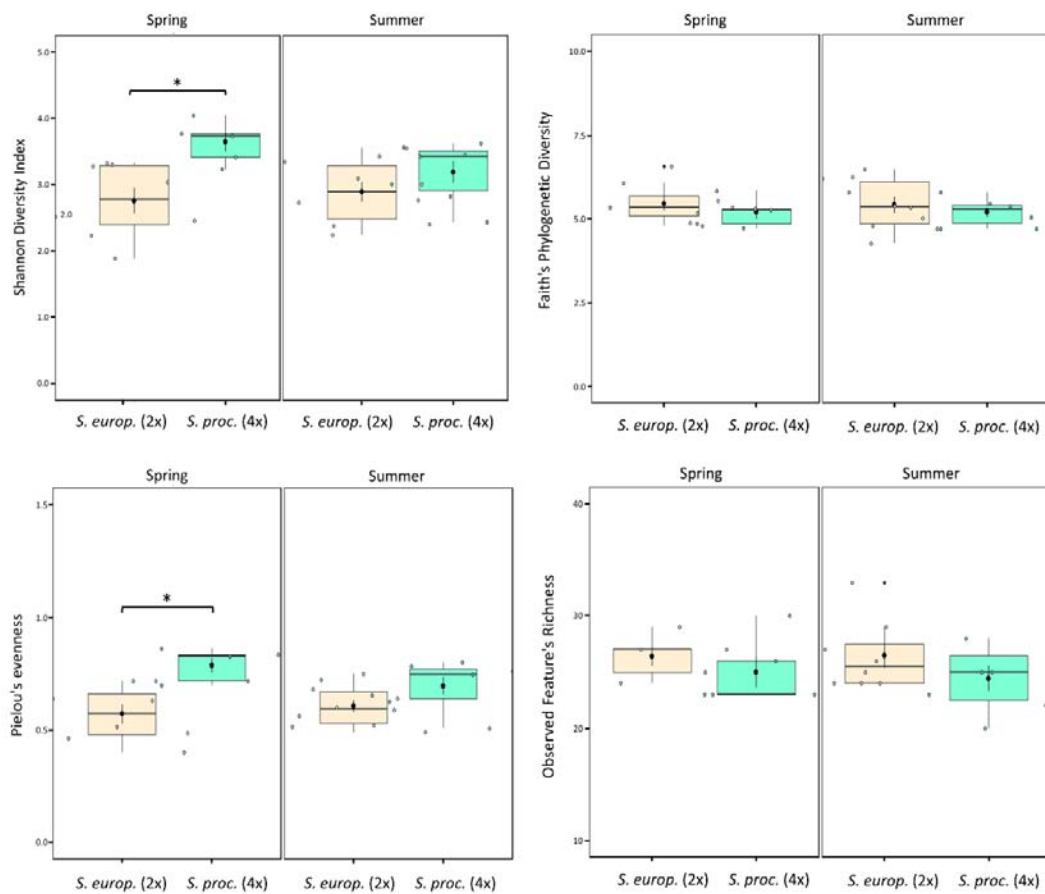 Spring Summer
Shannon Diversity Index
5.0
4.0
3.0
2.0
1.0
0.0
*
2.0
S. europ. (2x) S. proc. (4x) S. europ. (2x) S. proc. (4x)
Spring Summer
Faith's Phylogenetic Diversity
10.0
7.5
5.0
2.5
0.0
S. europ. (2x) S. proc. (4x) S. europ. (2x) S. proc. (4x)
Spring Summer
Pielou's evenness
1.5
1.0
0.5
0.0
*
S. europ. (2x) S. proc. (4x) S. europ. (2x) S. proc. (4x)
Spring Summer
Observed Feature's Richness
40
30
20
10
S. europ. (2x) S. proc. (4x) S. europ. (2x) S. proc. (4x)